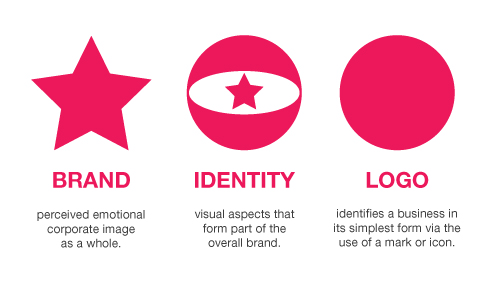 BRAND
perceived emotional
corporate image
as a whole.
IDENTITY
visual aspects that
form part of the
overall brand.
LOGO
identifies a business in
its simplest form via the
use of a mark or icon.